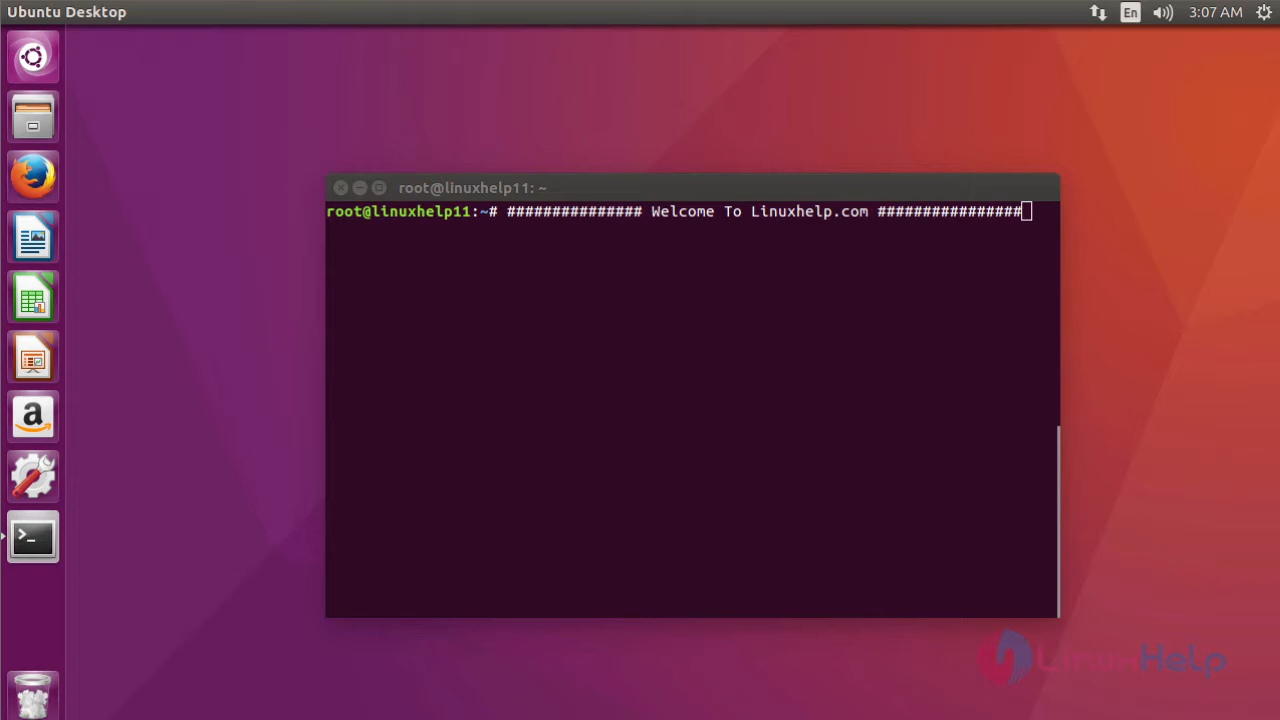 Ubuntu Desktop
En
3:07 AM
root@linuxhelp11: ~
root@linuxhelp11:~# ############### Welcome To Linuxhelp.com ################
>_
a
LinuxHelp